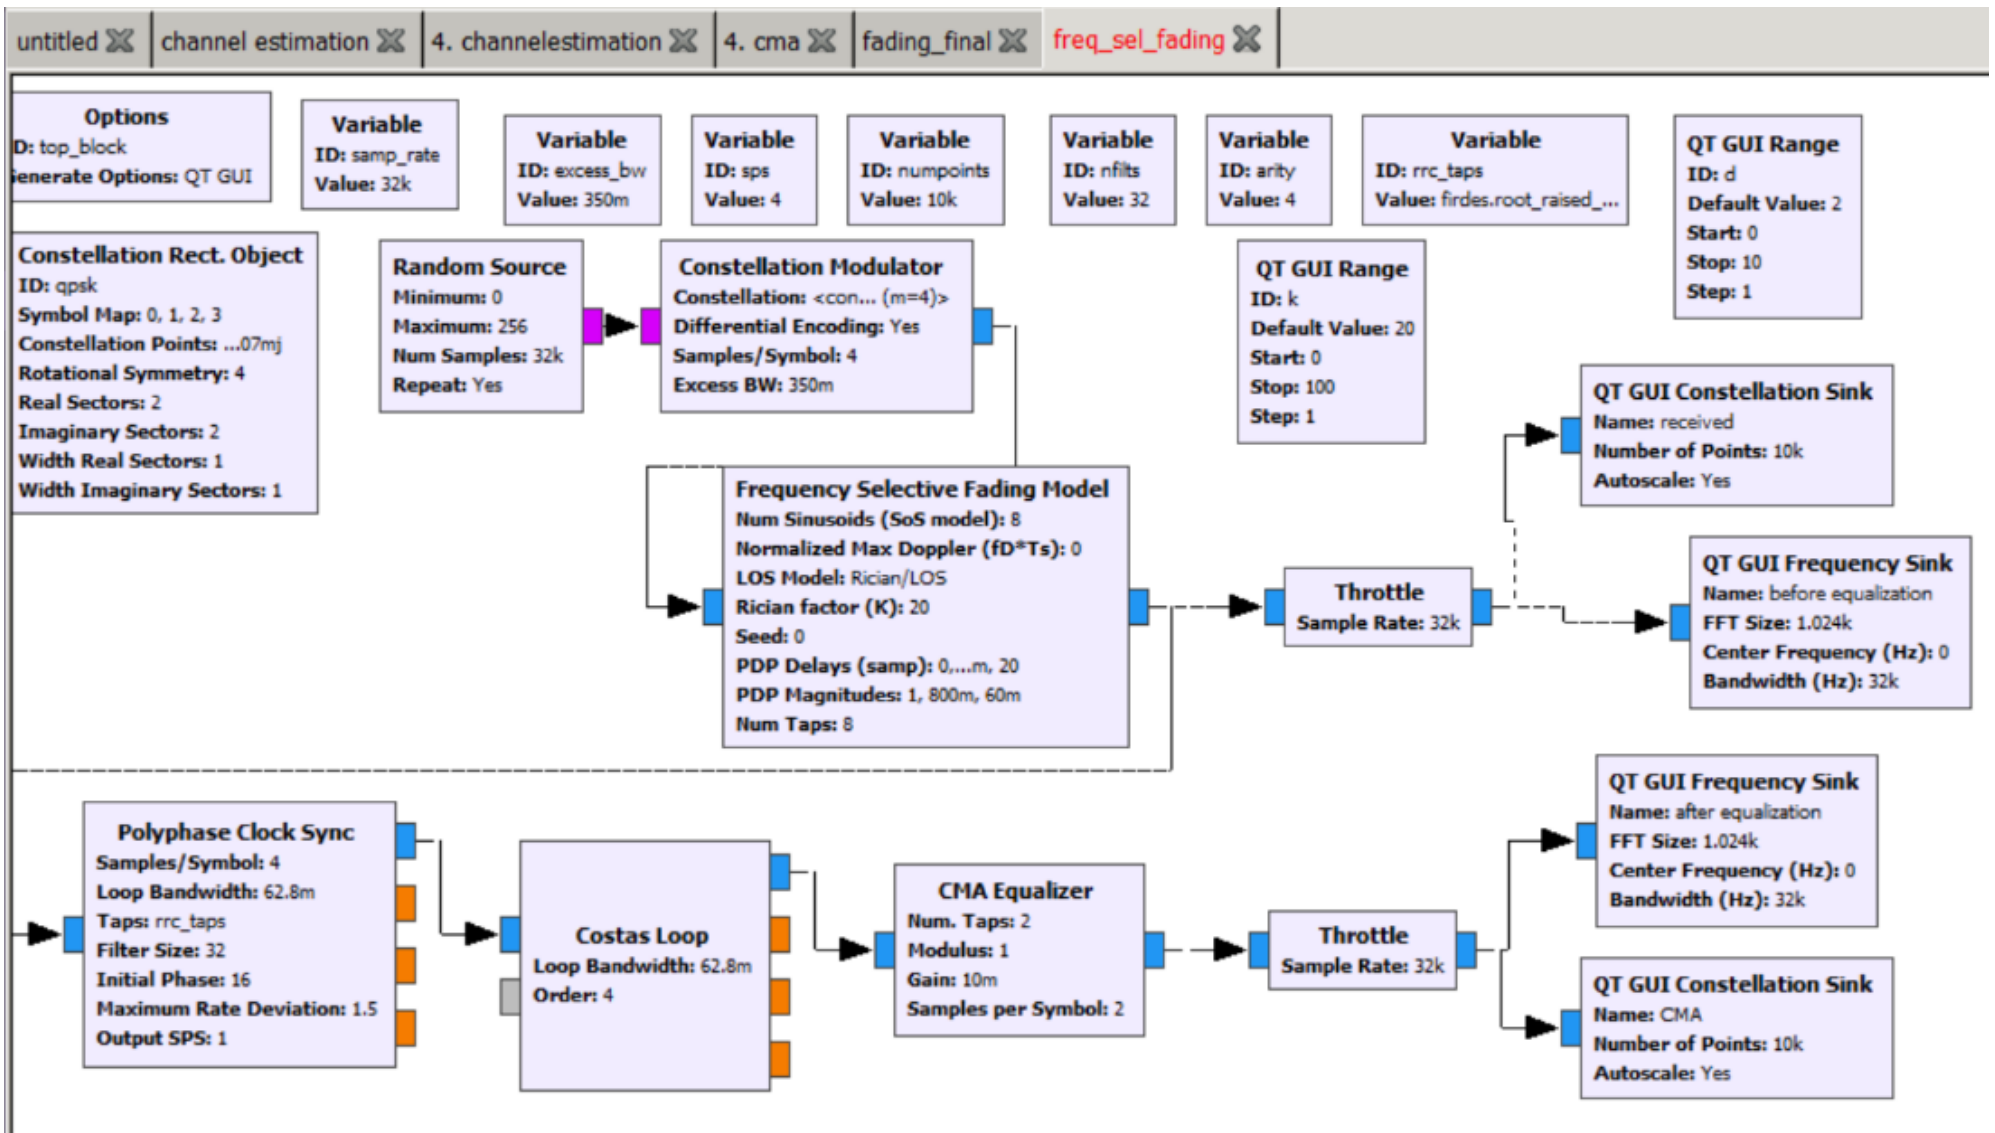 untitled
channel estimation
4. channelestimation
4. cma
fading_final
freq_sel_fading
Options
D: top_block
Generate Options: QT GUI
Variable
ID: samp_rate
Value: 32k
Variable
ID: excess_bw
Value: 350m
Variable
ID: sps
Value: 4
Variable
ID: numpoints
Value: 10k
Variable
ID: nfilts
Value: 32
Variable
ID: arity
Value: 4
Variable
ID: rrc_taps
Value: firdes.root_raised_...
QT GUI Range
ID: d
Default Value: 2
Start: 0
Stop: 10
Step: 1
Constellation Rect. Object
ID: qpsk
Symbol Map: 0, 1, 2, 3
Constellation Points: ...07mj
Rotational Symmetry: 4
Real Sectors: 2
Imaginary Sectors: 2
Width Real Sectors: 1
Width Imaginary Sectors: 1
Random Source
Minimum: 0
Maximum: 256
Num Samples: 32k
Repeat: Yes
Constellation Modulator
Constellation: <con... (m=4)>
Differential Encoding: Yes
Samples/Symbol: 4
Excess BW: 350m
QT GUI Range
ID: k
Default Value: 20
Start: 0
Stop: 100
Step: 1
QT GUI Constellation Sink
Name: received
Number of Points: 10k
Autoscale: Yes
Frequency Selective Fading Model
Num Sinusoids (SoS model): 8
Normalized Max Doppler (fD*Ts): 0
LOS Model: Rician/LOS
Rician factor (K): 20
Seed: 0
PDP Delays (samp): 0,...m, 20
PDP Magnitudes: 1, 800m, 60m
Num Taps: 8
Throttle
Sample Rate: 32k
QT GUI Frequency Sink
Name: before equalization
FFT Size: 1.024k
Center Frequency (Hz): 0
Bandwidth (Hz): 32k
Polyphase Clock Sync
Samples/Symbol: 4
Loop Bandwidth: 62.8m
Taps: rrc_taps
Filter Size: 32
Initial Phase: 16
Maximum Rate Deviation: 1.5
Output SPS: 1
Costas Loop
Loop Bandwidth: 62.8m
Order: 4
CMA Equalizer
Num. Taps: 2
Modulus: 1
Gain: 10m
Samples per Symbol: 2
Throttle
Sample Rate: 32k
QT GUI Frequency Sink
Name: after equalization
FFT Size: 1.024k
Center Frequency (Hz): 0
Bandwidth (Hz): 32k
QT GUI Constellation Sink
Name: CMA
Number of Points: 10k
Autoscale: Yes